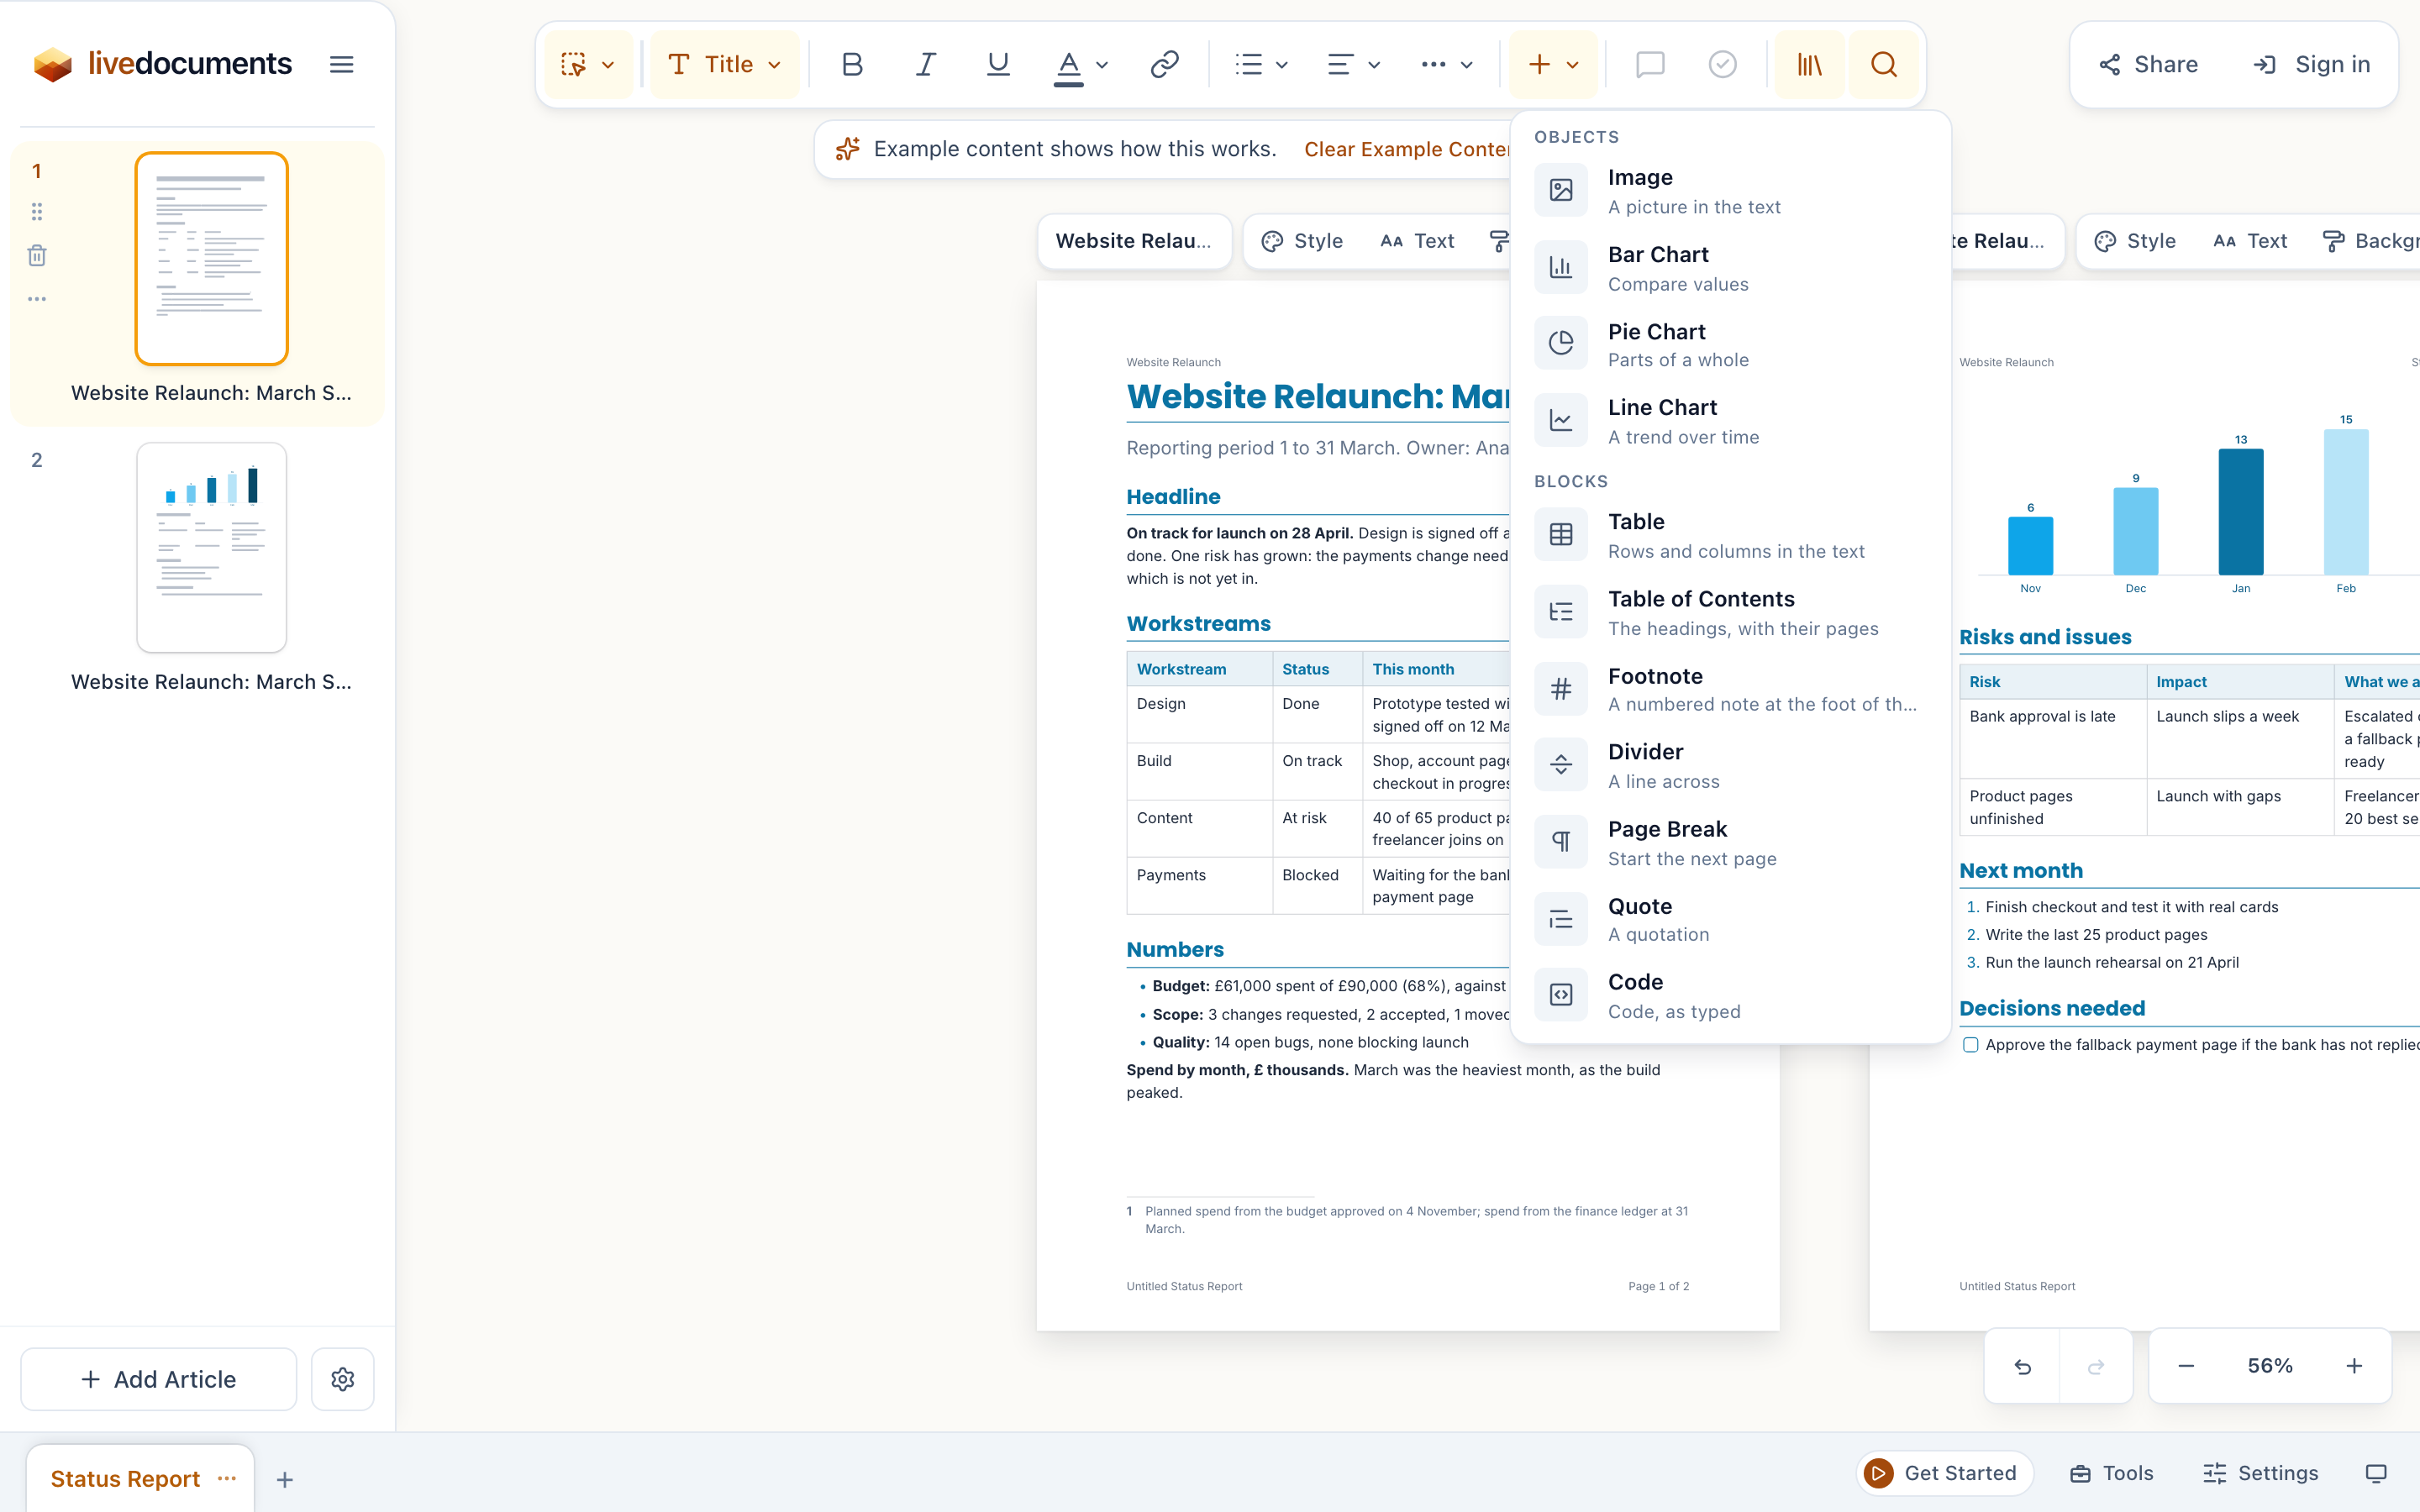 livedocuments
Title
Share
Sign in
Example content shows how this works. Clear Example Conten
1
Website Relaunch: March S...
2
Website Relaunch: March S...
Add Article
Website Relau...
Style
Text
Website Relaunch
Website Relaunch: Mar
Reporting period 1 to 31 March. Owner: Ana
Headline
On track for launch on 28 April. Design is signed off a
done. One risk has grown: the payments change need
which is not yet in.
Workstreams
Workstream Status This month
Design Done Prototype tested wi
signed off on 12 Ma
Build On track Shop, account page
checkout in progres
Content At risk 40 of 65 product pa
freelancer joins on
Payments Blocked Waiting for the bank
payment page
Numbers
• Budget: £61,000 spent of £90,000 (68%), against
• Scope: 3 changes requested, 2 accepted, 1 moved
• Quality: 14 open bugs, none blocking launch
Spend by month, £ thousands. March was the heaviest month, as the build
peaked.
1 Planned spend from the budget approved on 4 November; spend from the finance ledger at 31
March.
Untitled Status Report
Page 1 of 2
OBJECTS
Image
A picture in the text
Bar Chart
Compare values
Pie Chart
Parts of a whole
Line Chart
A trend over time
BLOCKS
Table
Rows and columns in the text
Table of Contents
The headings, with their pages
Footnote
A numbered note at the foot of th...
Divider
A line across
Page Break
Start the next page
Quote
A quotation
Code
Code, as typed
te Relau...
Style
Text
Backgr
Website Relaunch
S
6
9
13
15
Nov
Dec
Jan
Feb
Risks and issues
Risk Impact What we a
Bank approval is late Launch slips a week Escalated
a fallback p
ready
Product pages Launch with gaps Freelancer
unfinished 20 best se
Next month
1. Finish checkout and test it with real cards
2. Write the last 25 product pages
3. Run the launch rehearsal on 21 April
Decisions needed
Approve the fallback payment page if the bank has not replied
Untitled Status Report
56%
Status Report
Get Started
Tools
Settings